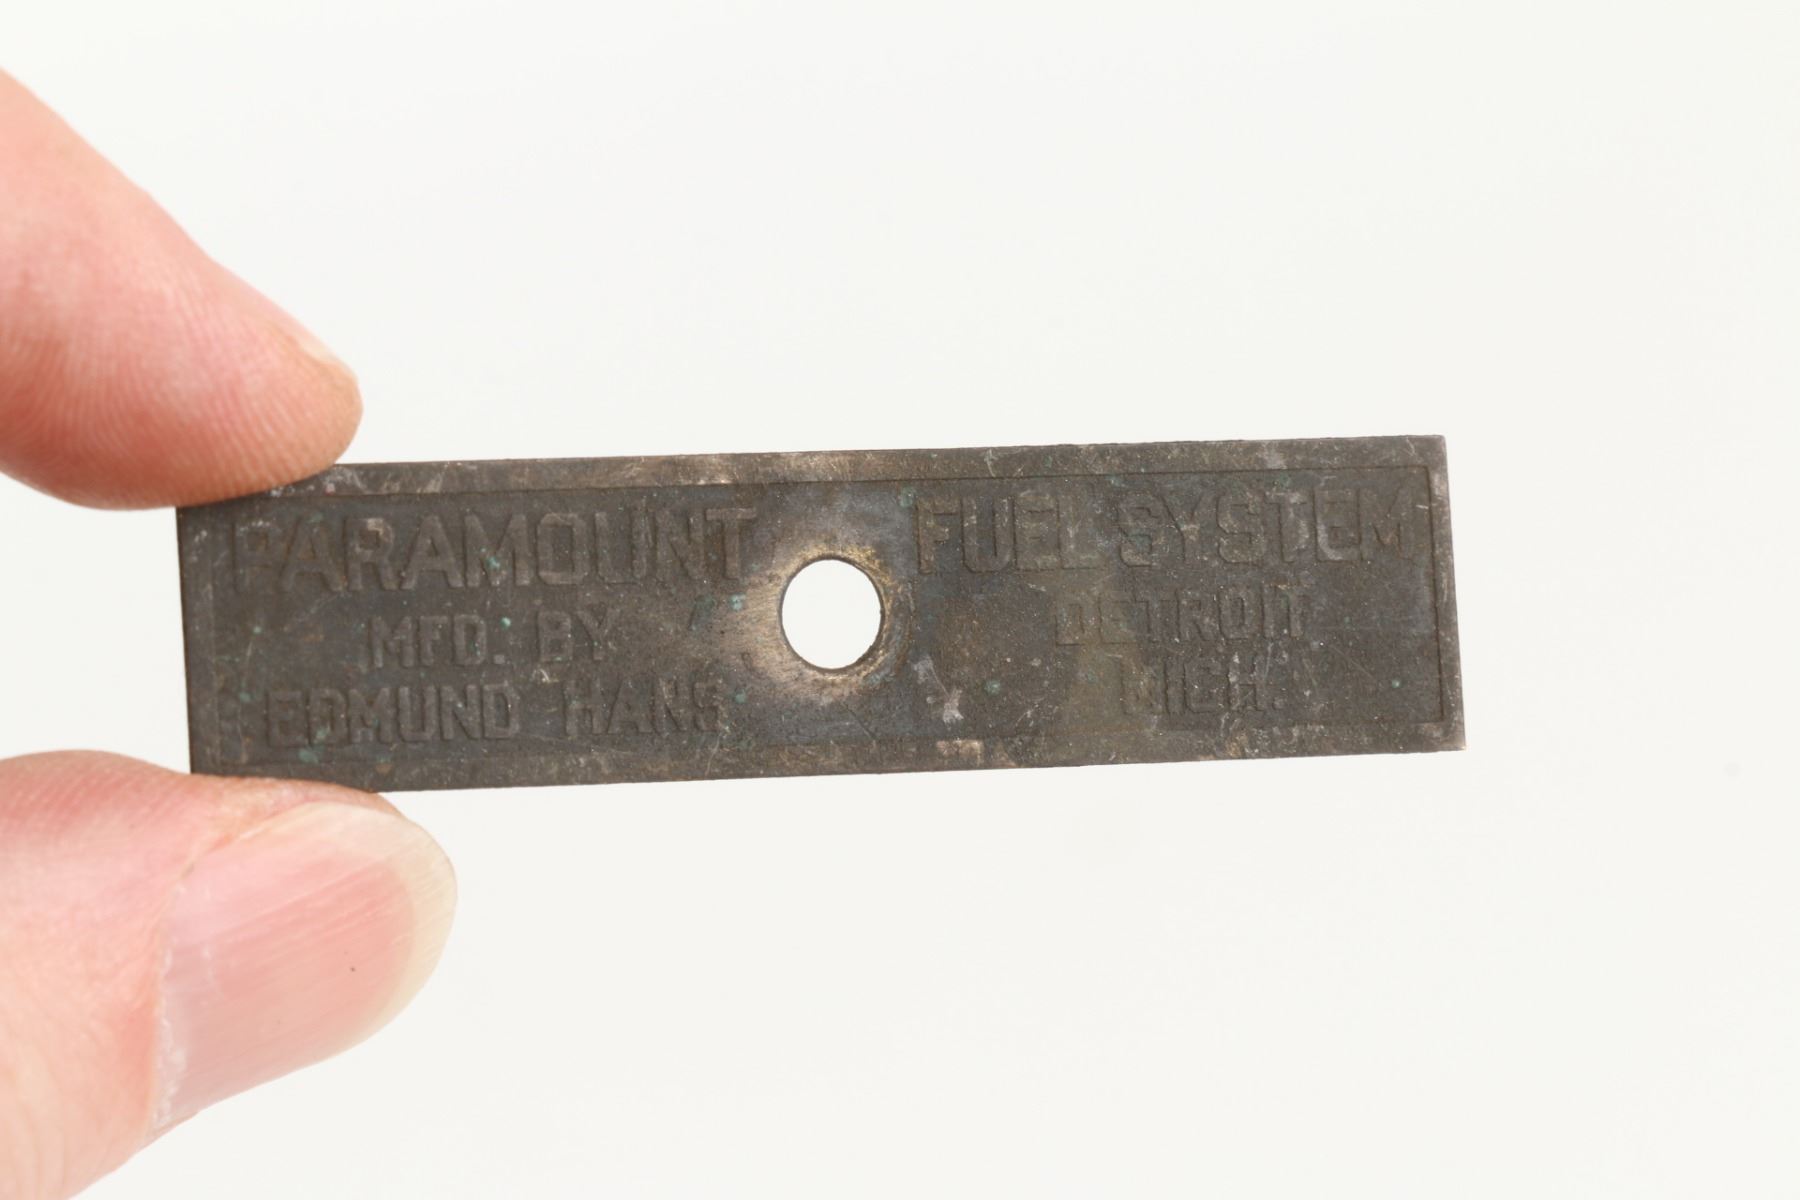 PARAMOUNT FUEL SYSTEM
MFD. BY
EDMUND HANS
DETROIT
MICH.